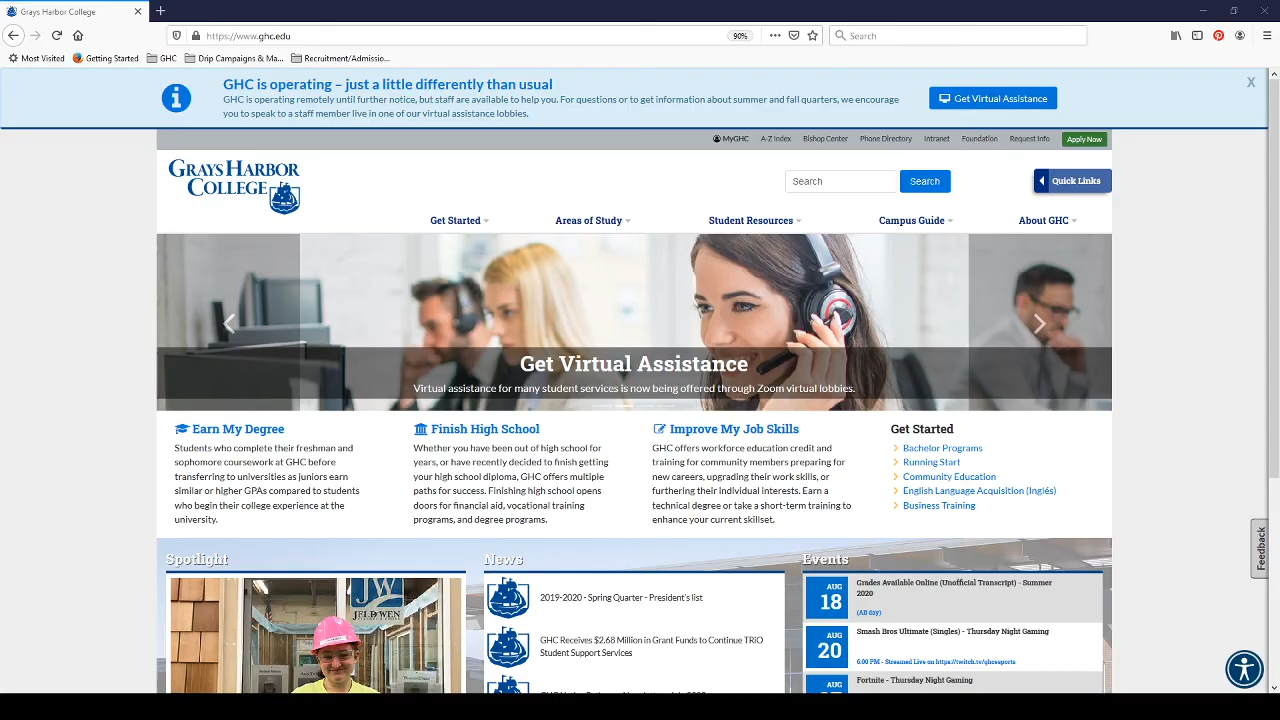 Grays Harbor College
https://www.ghc.edu
90%
Search
Most Visited
Getting Started
GHC
Drip Campaigns & Ma...
Recruitment/Admissio...
GHC is operating – just a little differently than usual
GHC is operating remotely until further notice, but staff are available to help you. For questions or to get information about summer and fall quarters, we encourage
you to speak to a staff member live in one of our virtual assistance lobbies.
Get Virtual Assistance
X
MyGHC
A-Z Index
Bishop Center
Phone Directory
Intranet
Foundation
Request Info
Apply Now
GRAYS HARBOR
COLLEGE
Search
Search
Quick Links
Get Started
Areas of Study
Student Resources
Campus Guide
About GHC
Get Virtual Assistance
Virtual assistance for many student services is now being offered through Zoom virtual lobbies.
Earn My Degree
Students who complete their freshman and
sophomore coursework at GHC before
transferring to universities as juniors earn
similar or higher GPAs compared to students
who begin their college experience at the
university.
Finish High School
Whether you have been out of high school for
years, or have recently decided to finish getting
your high school diploma, GHC offers multiple
paths for success. Finishing high school opens
doors for financial aid, vocational training
programs, and degree programs.
Improve My Job Skills
GHC offers workforce education credit and
training for community members preparing for
new careers, upgrading their work skills, or
furthering their individual interests. Earn a
technical degree or take a short-term training to
enhance your current skillset.
Get Started
Bachelor Programs
Running Start
Community Education
English Language Acquisition (Inglés)
Business Training
Feedback
Spotlight
JW
JELD-WEN
News
2019-2020 - Spring Quarter - President's list
GHC Receives $2.68 Million in Grant Funds to Continue TRiO
Student Support Services
Events
AUG
18
Grades Available Online (Unofficial Transcript) - Summer
2020
(All day)
AUG
20
Smash Bros Ultimate (Singles) - Thursday Night Gaming
6:00 PM - Streamed Live on https://twitch.tv/ghcesports
AUG
Fortnite - Thursday Night Gaming